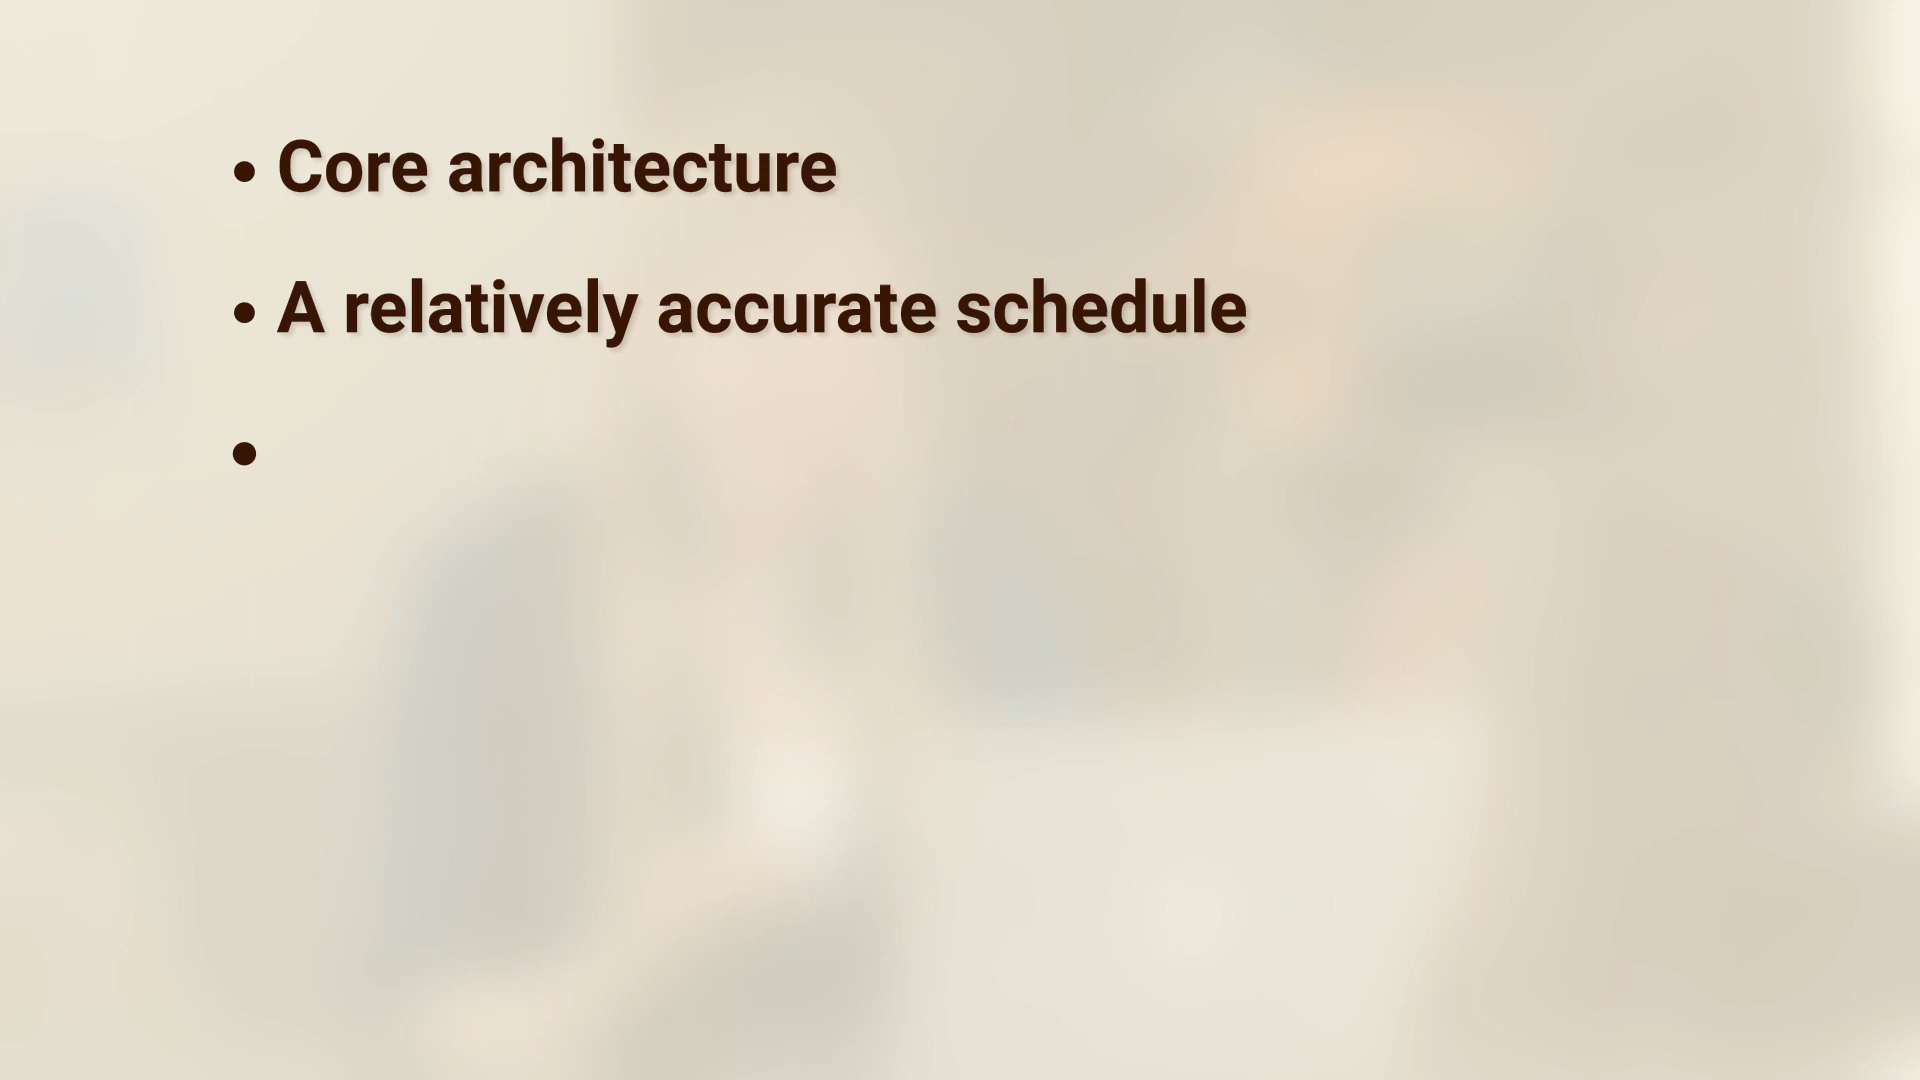 • Core architecture
• A relatively accurate schedule
•